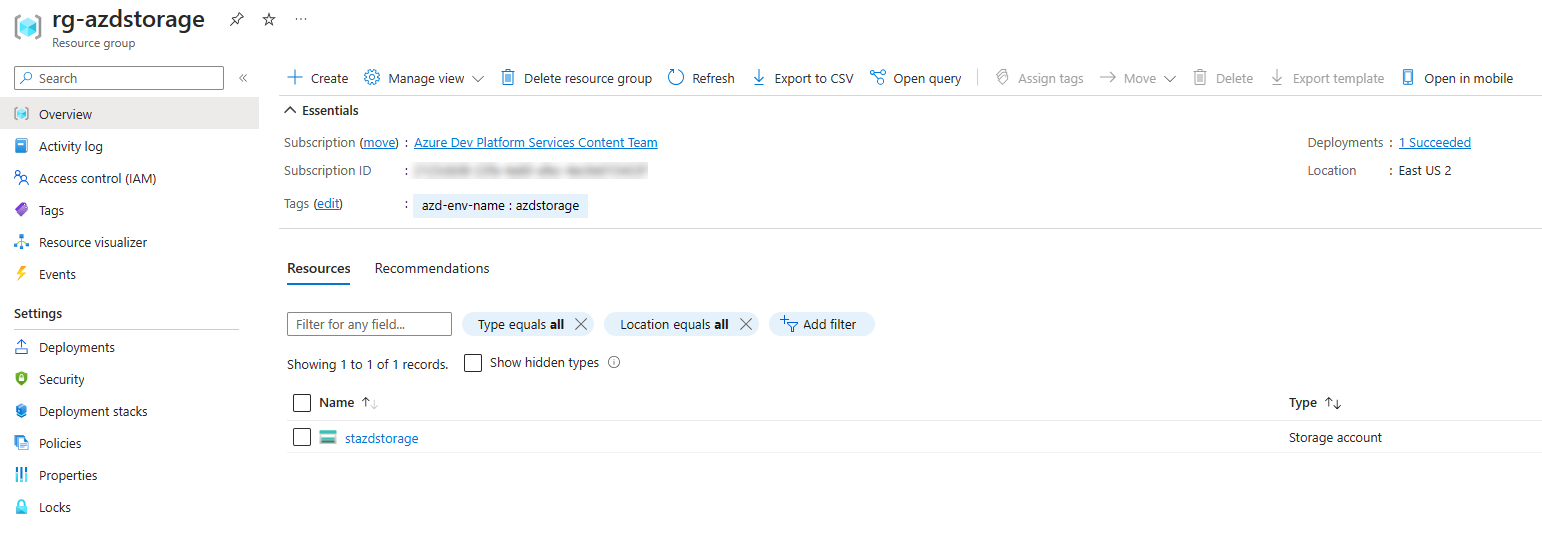 rg-azdstorage
Resource group
Search
Overview
Activity log
Access control (IAM)
Tags
Resource visualizer
Events
Settings
Deployments
Security
Deployment stacks
Policies
Properties
Locks
Create Manage view Delete resource group Refresh Export to CSV Open query Assign tags Move Delete Export template Open in mobile
Essentials
Subscription (move) : Azure Dev Platform Services Content Team
Subscription ID :
Tags (edit) : azd-env-name : azdstorage
Deployments : 1 Succeeded
Location : East US 2
Resources Recommendations
Filter for any field... Type equals all Location equals all Add filter
Showing 1 to 1 of 1 records. Show hidden types
Name Type
stazdstorage Storage account